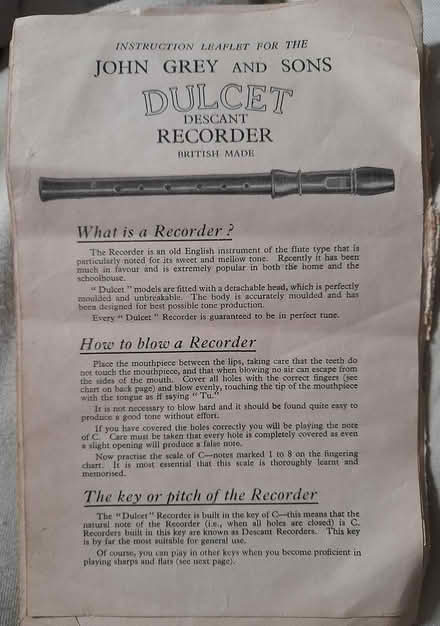 INSTRUCTION LEAFLET FOR THE
JOHN GREY AND SONS
DULCET
DESCANT
RECORDER
BRITISH MADE
What is a Recorder?
The Recorder is an old English instrument of the flute type that is
particularly noted for its sweet and mellow tone. Recently it has been
much in favour and is extremely popular in both the home and the
schoolhouse.
"Dulcet" models are fitted with a detachable head, which is perfectly
moulded and unbreakable. The body is accurately moulded and has
been designed for best possible tone production.
Every "Dulcet" Recorder is guaranteed to be in perfect tune.
How to blow a Recorder
Place the mouthpiece between the lips, taking care that the teeth do
not touch the mouthpiece, and that when blowing no air can escape from
the sides of the mouth. Cover all holes with the correct fingers (see
chart on back page) and blow evenly, touching the tip of the mouthpiece
with the tongue as if saying "Tu."
It is not necessary to blow hard and it should be found quite easy to
produce a good tone without effort.
If you have covered the holes correctly you will be playing the note
of C. Care must be taken that every hole is completely covered as even
a slight opening will produce a false note.
Now practise the scale of C—notes marked 1 to 8 on the fingering
chart. It is most essential that this scale is thoroughly learnt and
memorised.
The key or pitch of the Recorder
The "Dulcet" Recorder is built in the key of C—this means that the
natural note of the Recorder (i.e., when all holes are closed) is C.
Recorders built in this key are known as Descant Recorders. This key
is by far the most suitable for general use.
Of course, you can play in other keys when you become proficient in
playing sharps and flats (see next page).